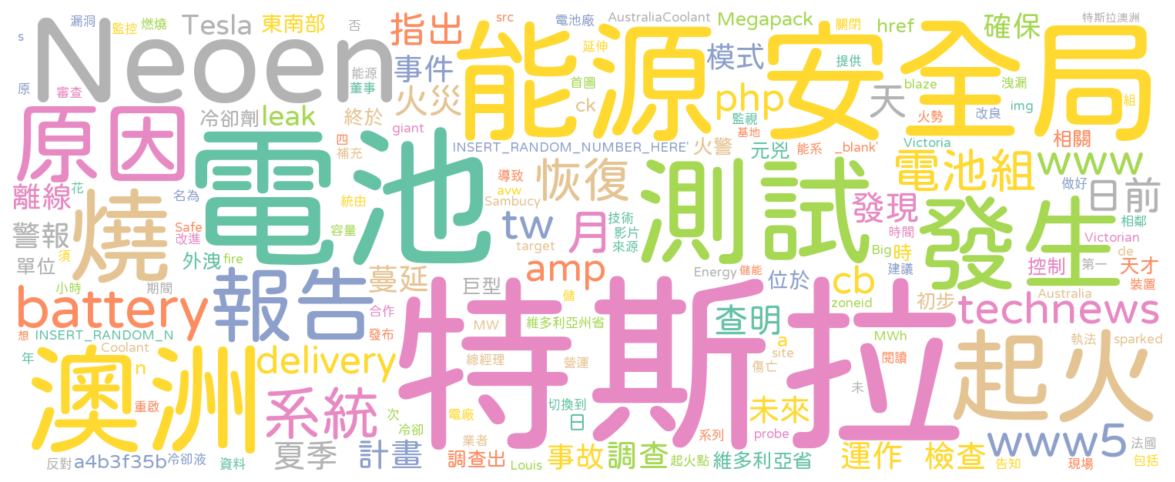 s 漏洞 監控 燃燒 Tesla 東南部 否 指出 src 電池廠 AustraliaCoolant Megapack 關閉 href 確保 特斯拉澳洲
Neoen 能源 董事 事件 能源安全局 延伸 首圖 模式 提供 blaze 洩漏 img 組
原 審查 冷卻劑 leak 終於 火災 ck php 監視 基地 天 火勢 改良 相關
原因 四 補充 giant INSERT_RANDOM_NUMBER_HERE' 火警 元兇 能系 _blank' Victoria 電池組 www 做好
離線 花 名為 電池 導致 avw Sambucy 恢復 測試 發現 時間 日前 相鄰
警報 燒 Safe 改進 統由 容量 tw 月 技術 影片 來源 發生 Victorian
單位 須 外洩 fire target amp Big 時 建議 控制 第一 de 天才
小時 期間 報告 蔓延 巨型 Energy 儲能 位於 cb zoneid 初步 Australia 裝置
battery 合作 發布 MW 儲 維多利亞州省 查明 a MWh technews
想 INSERT_RANDOM_N 年 Coolant n delivery 特斯拉 總經理 營運 site 傷亡 閱讀 起火 執法 sparked
澳洲 重啟 系統 次 冷卻 電廠 切換到 日 未來 未 www5 法國
反對 a4b3f35b 冷卻液 資料 夏季 計畫 調查出 業者 Louis 事故 調查 起火點 系列 probe 維多利亞省 運作 檢查 告知 現場 包括